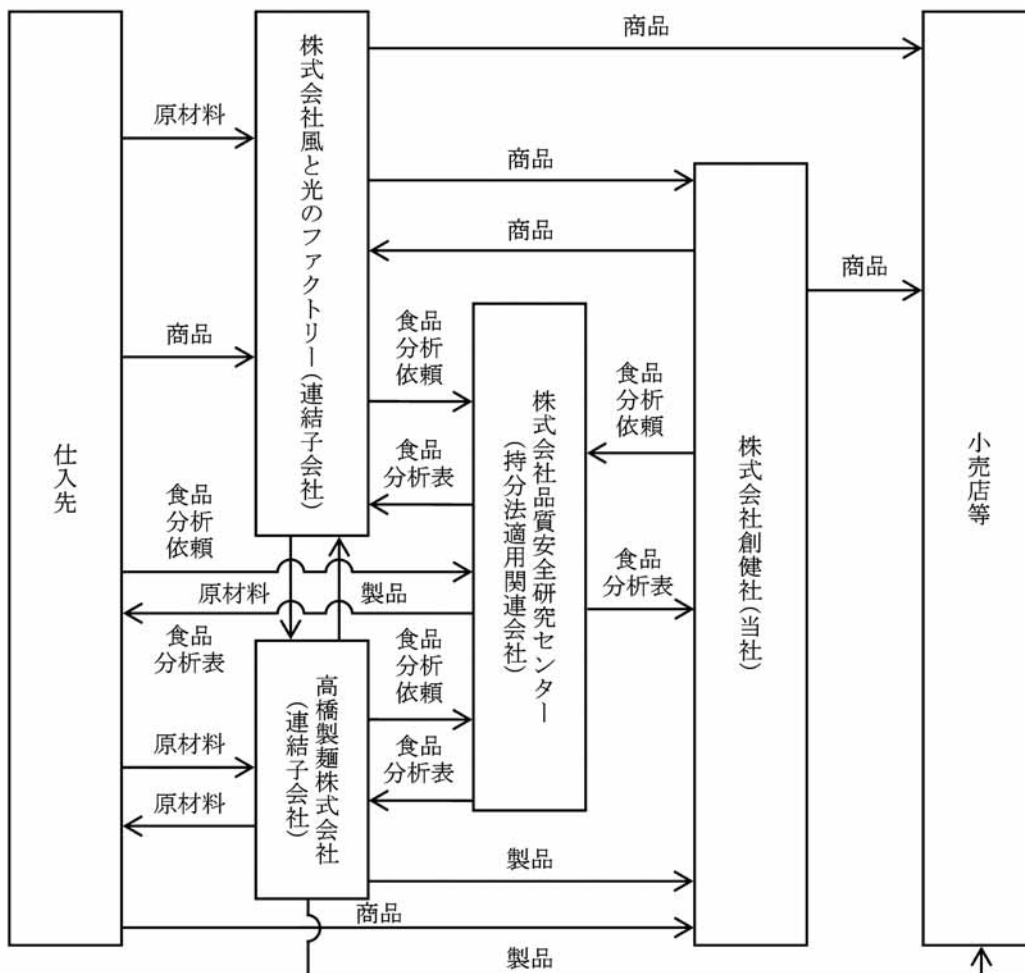 仕入先
原材料
商品
食品
分析
依頼
食品
分析表
原材料
原材料
株式会社風と光のファクトリー(連結子会社)
原材料
製品
高橋製麺株式会社
(連結子会社)
商品
商品
商品
食品
分析
依頼
食品
分析表
食品
分析
依頼
食品
分析表
製品
商品
製品
株式会社品質安全研究センター
(持分法適用関連会社)
食品
分析
依頼
食品
分析表
株式会社創健社(当社)
商品
小売店等